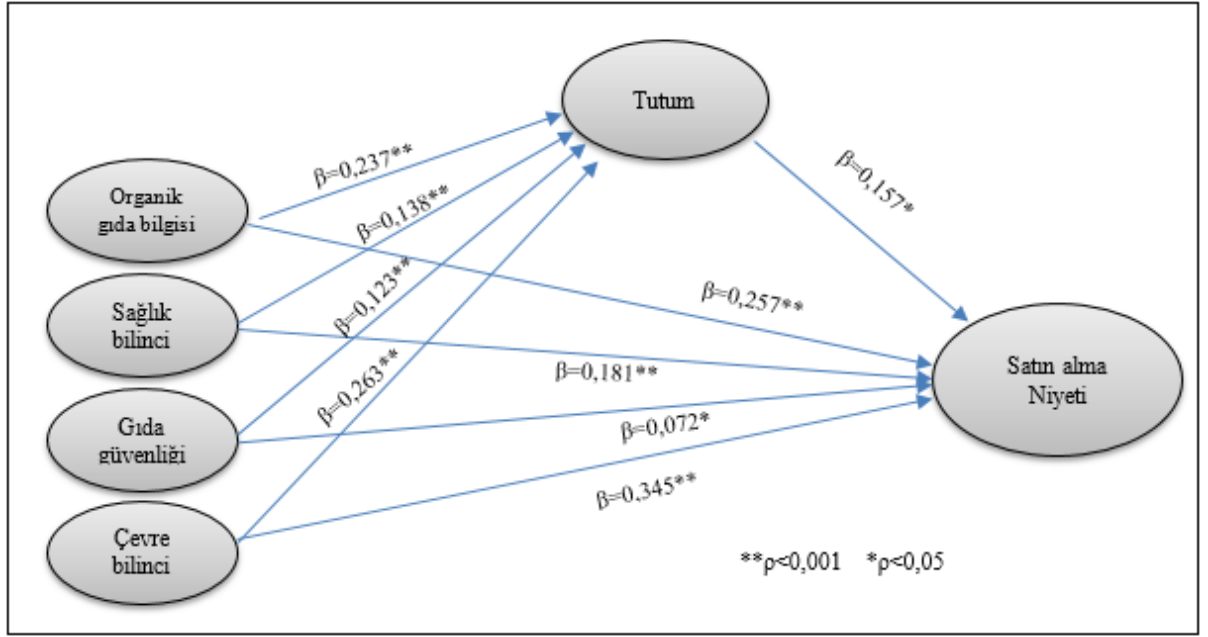 Tutum
β=0,237**
Organik
gıda bilgisi
β=0,138**
β=0,157*
β=0,123**
β=0,257**
Sağlık
bilinci
β=0,263**
β=0,181**
Satın alma
Niyeti
Gıda
güvenliği
β=0,072*
β=0,345**
Çevre
bilinci
**ρ<0,001 *ρ<0,05